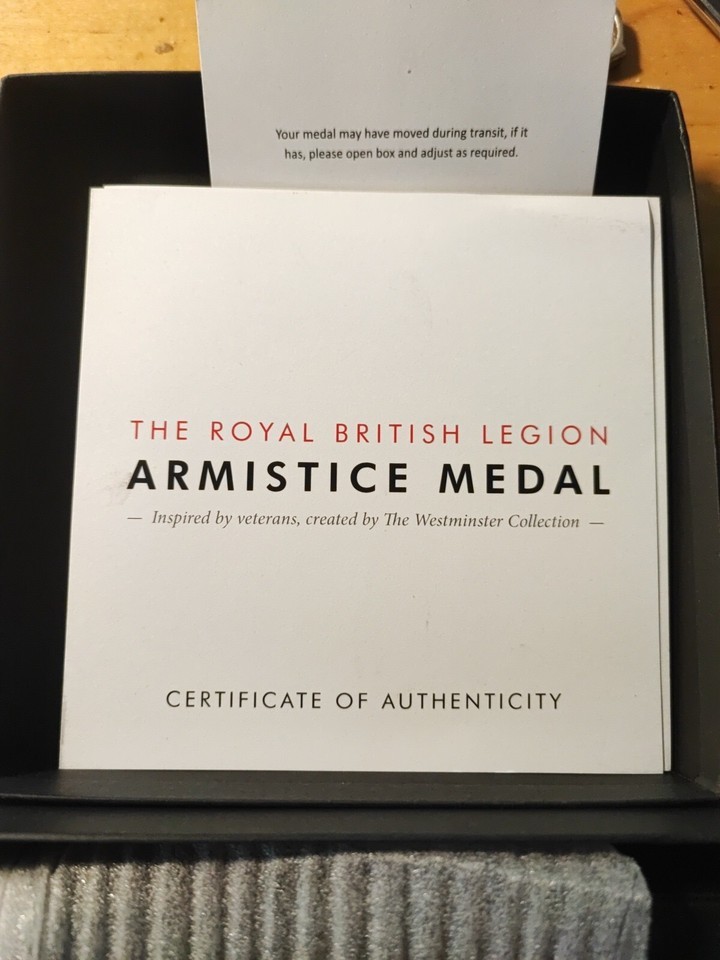 Your medal may have moved during transit, if it
has, please open box and adjust as required.
THE ROYAL BRITISH LEGION
ARMISTICE MEDAL
— Inspired by veterans, created by The Westminster Collection —
CERTIFICATE OF AUTHENTICITY